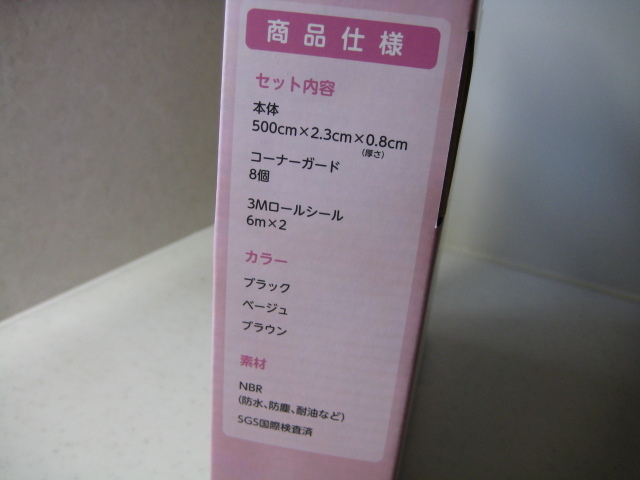 商品仕様
セット内容
本体
500cm×2.3cm×0.8cm
(厚さ)
コーナーガード
8個
3Mロールシール
6m×2
カラー
ブラック
ベージュ
ブラウン
素材
NBR
(防水、防塵、耐油など)
SGS国際検査済